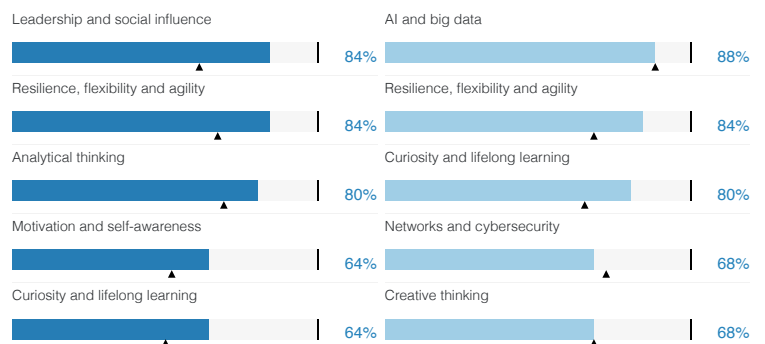 Leadership and social influence
84%
Resilience, flexibility and agility
84%
Analytical thinking
80%
Motivation and self-awareness
64%
Curiosity and lifelong learning
64%
AI and big data
88%
Resilience, flexibility and agility
84%
Curiosity and lifelong learning
80%
Networks and cybersecurity
68%
Creative thinking
68%